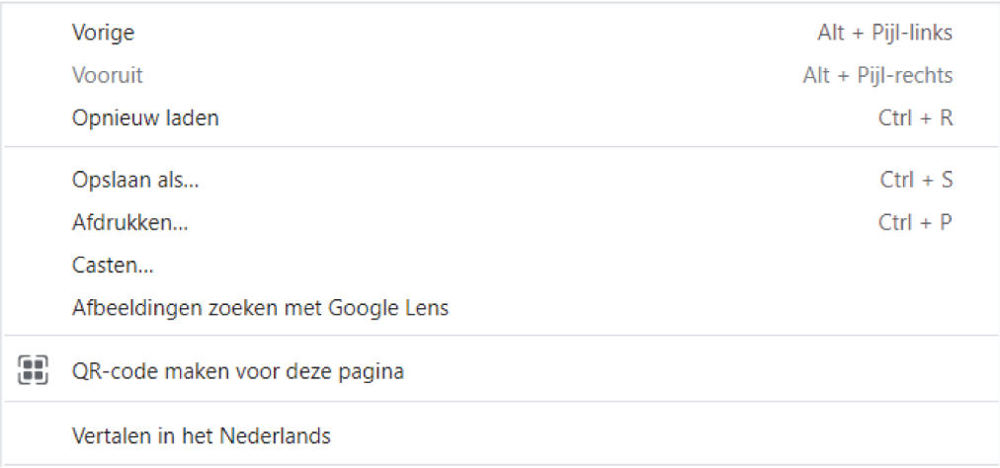 Vorige Alt + Pijl-links
Vooruit Alt + Pijl-rechts
Opnieuw laden Ctrl + R
Opslaan als... Ctrl + S
Afdrukken... Ctrl + P
Casten...
Afbeeldingen zoeken met Google Lens
QR-code maken voor deze pagina
Vertalen in het Nederlands